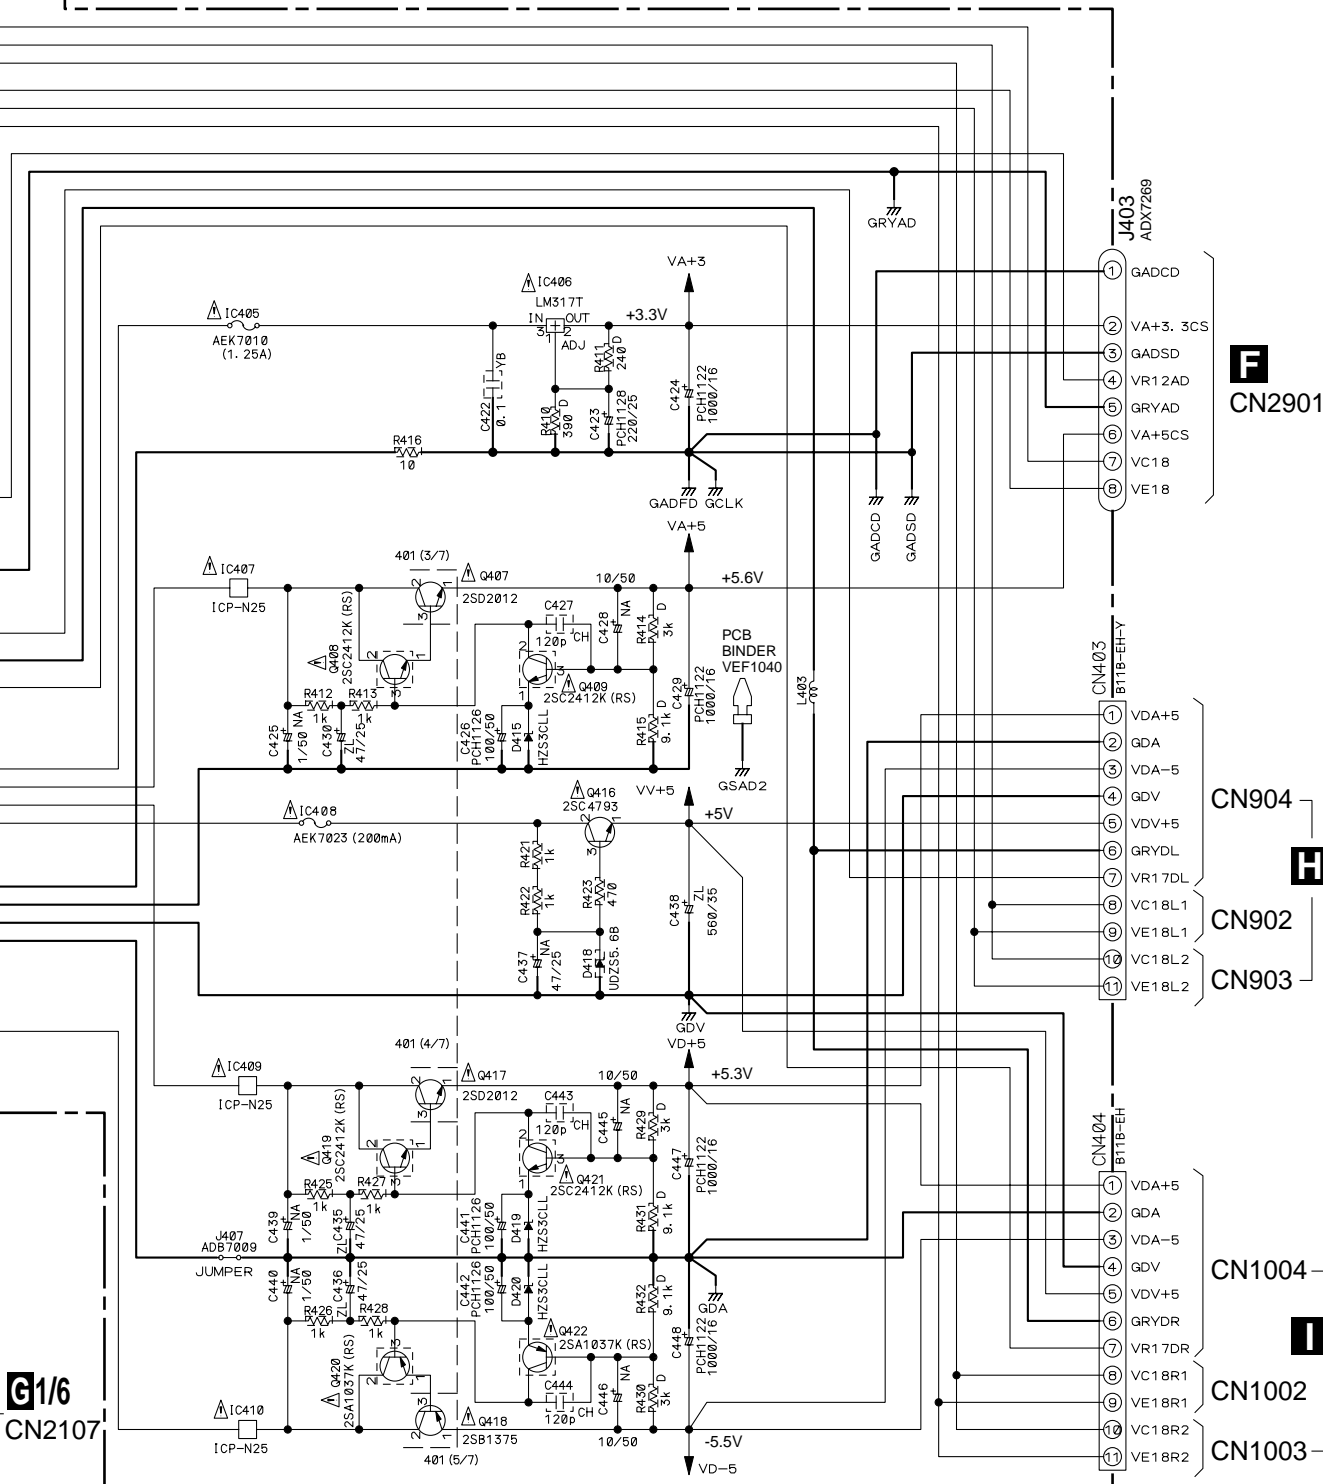 J403
ADX7269
GRYAD
1 GADCD
2 VA+3. 3CS
3 GADSD
4 VR12AD
5 GRYAD
6 VA+5CS
7 VC18
8 VE18
F
CN2901
VA+3
IC406
LM317T
IN OUT
3 2
1
ADJ
+3.3V
IC405
AEK7010
(1. 25A)
C422
0. 1
YB
R411
240 D
R410
390 D
C423
PCH1128
220/25
C424
PCH1122
1000/16
R416
10
GADFD GCLK
GADCD
GADSD
VA+5
IC407
ICP-N25
401 (3/7)
Q407
2SD2012
+5.6V
Q408
2SC2412K (RS)
C427
120p CH
10/50
C428
NA
R414
3k D
Q409
2SC2412K (RS)
R412
1k
R413
1k
C425
1/50 NA
C430
ZL
47/25
C426
PCH1126
100/50
D415
HZS3CLL
R415
9. 1k D
C429
PCH1122
1000/16
PCB
BINDER
VEF1040
GSAD2
L403
VV+5
IC408
AEK7023 (200mA)
Q416
2SC4793
+5V
R421
1k
R422
1k
R423
470
C437
47/25
NA
D418
UDZS5. 6B
C438
560/35
ZL
GDV
CN403
B11B-EH-Y
1 VDA+5
2 GDA
3 VDA-5
4 GDV
5 VDV+5
6 GRYDL
7 VR17DL
8 VC18L1
9 VE18L1
10 VC18L2
11 VE18L2
CN904
H
CN902
CN903
VD+5
IC409
ICP-N25
401 (4/7)
Q417
2SD2012
+5.3V
Q419
2SC2412K (RS)
C443
120p CH
10/50
C445
NA
R429
3k D
Q421
2SC2412K (RS)
R425
1k
R427
1k
C439
1/50
NA
C435
ZL
47/25
C441
PCH1126
100/50
D419
HZS3CLL
R431
9. 1k D
C447
PCH1122
1000/16
J407
ADB7009
JUMPER
C440
1/50
NA
C436
ZL
47/25
C442
PCH1126
100/50
D420
HZS3CLL
R432
9. 1k D
GDA
R426
1k
R428
1k
Q420
2SA1037K (RS)
Q422
2SA1037K (RS)
C444
120p CH
C446
NA
10/50
R430
3k D
C448
PCH1122
1000/16
IC410
ICP-N25
Q418
2SB1375
401 (5/7)
-5.5V
VD-5
CN404
B11B-EH
1 VDA+5
2 GDA
3 VDA-5
4 GDV
5 VDV+5
6 GRYDR
7 VR17DR
8 VC18R1
9 VE18R1
10 VC18R2
11 VE18R2
CN1004
I
CN1002
CN1003
G1/6
CN2107